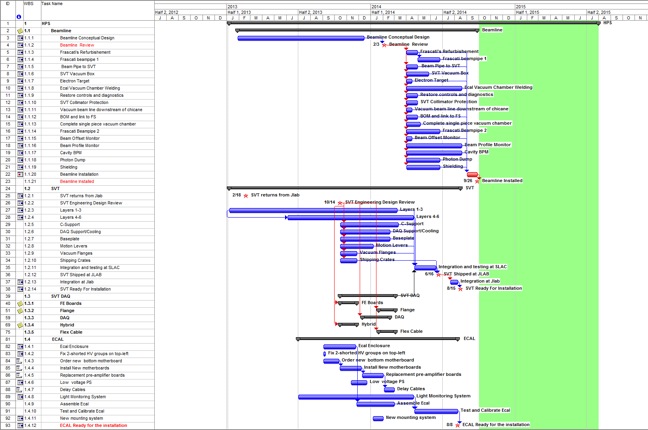 ID WBS Task Name
2013 2014 2015
Half 2, 2012 Half 1, 2013 Half 2, 2013 Half 1, 2014 Half 2, 2014 Half 1, 2015 Half 2, 2015
J A S O N D J F M A M J J A S O N D J F M A M J J A S O N D J F M A M J J A S O N D
1 1 HPS HPS
2 1.1 Beamline Beamline
3 1.1.1 Beamline Conceptual Design Beamline Conceptual Design
4 1.1.2 Beamline Review 2/3 Beamline Review
5 1.1.3 Frascati's Refurbishement Frascati's Refurbishement
6 1.1.4 Frascati beampipe 1 Frascati beampipe 1
7 1.1.5 Beam Pipe to SVT Beam Pipe to SVT
8 1.1.6 SVT Vacuum Box SVT Vacuum Box
9 1.1.7 Electron Target Electron Target
10 1.1.8 Ecal Vacuum Chamber Welding Ecal Vacuum Chamber Welding
11 1.1.9 Restore controls and diagnostics Restore controls and diagnostics
12 1.1.10 SVT Collimator Protection SVT Collimator Protection
13 1.1.11 Vacuum beam line downstream of chicane Vacuum beam line downstream of chicane
14 1.1.12 BOM and link to FS BOM and link to FS
15 1.1.13 Complete single piece vacuum chamber Complete single piece vacuum chamber
16 1.1.14 Frascati Beampipe 2 Frascati Beampipe 2
17 1.1.15 Beam Offset Monitor Beam Offset Monitor
18 1.1.16 Beam Profile Monitor Beam Profile Monitor
19 1.1.17 Cavity BPM Cavity BPM
20 1.1.18 Photon Dump Photon Dump
21 1.1.19 Shielding Shielding
22 1.1.20 Beamline Installation
23 1.1.21 Beamline Installed 9/26 Beamline Installed
24 1.2 SVT SVT
25 1.2.1 SVT returns from Jlab 2/18 SVT returns from Jlab
26 1.2.2 SVT Engineering Design Review 10/14 SVT Engineering Design Review
27 1.2.3 Layers 1-3 Layers 1-3
28 1.2.4 Layers 4-6 Layers 4-6
29 1.2.5 C-Support C-Support
30 1.2.6 DAQ Support/Cooling DAQ Support/Cooling
31 1.2.7 Baseplate Baseplate
32 1.2.8 Motion Levers Motion Levers
33 1.2.9 Vacuum Flanges Vacuum Flanges
34 1.2.10 Shipping Crates Shipping Crates
35 1.2.11 Integration and testing at SLAC Integration and testing at SLAC
36 1.2.12 SVT Shipped at JLAB 6/16 SVT Shipped at JLAB
37 1.2.13 Integration at Jlab Integration at Jlab
38 1.2.14 SVT Ready For Installation 8/15 SVT Ready For Installation
39 1.3 SVT DAQ SVT DAQ
40 1.3.1 FE Boards FE Boards
51 1.3.2 Flange Flange
59 1.3.3 DAQ DAQ
69 1.3.4 Hybrid Hybrid
75 1.3.5 Flex Cable Flex Cable
81 1.4 ECAL ECAL
82 1.4.1 Ecal Enclosure Ecal Enclosure
83 1.4.2 Fix 2-shorted HV groups on top-left Fix 2-shorted HV groups on top-left
84 1.4.3 Order new bottom motherboard Order new bottom motherboard
85 1.4.4 Install New motherboards Install New motherboards
86 1.4.5 Replacement pre-amplifier boards Replacement pre-amplifier boards
87 1.4.6 Low voltage PS Low voltage PS
88 1.4.7 Delay Cables Delay Cables
89 1.4.8 Light Monitoring System Light Monitoring System
90 1.4.9 Assemble Ecal Assemble Ecal
91 1.4.10 Test and Calibrate Ecal Test and Calibrate Ecal
92 1.4.11 New mounting system New mounting system
93 1.4.12 ECAL Ready for the installation 8/8 ECAL Ready for the installation